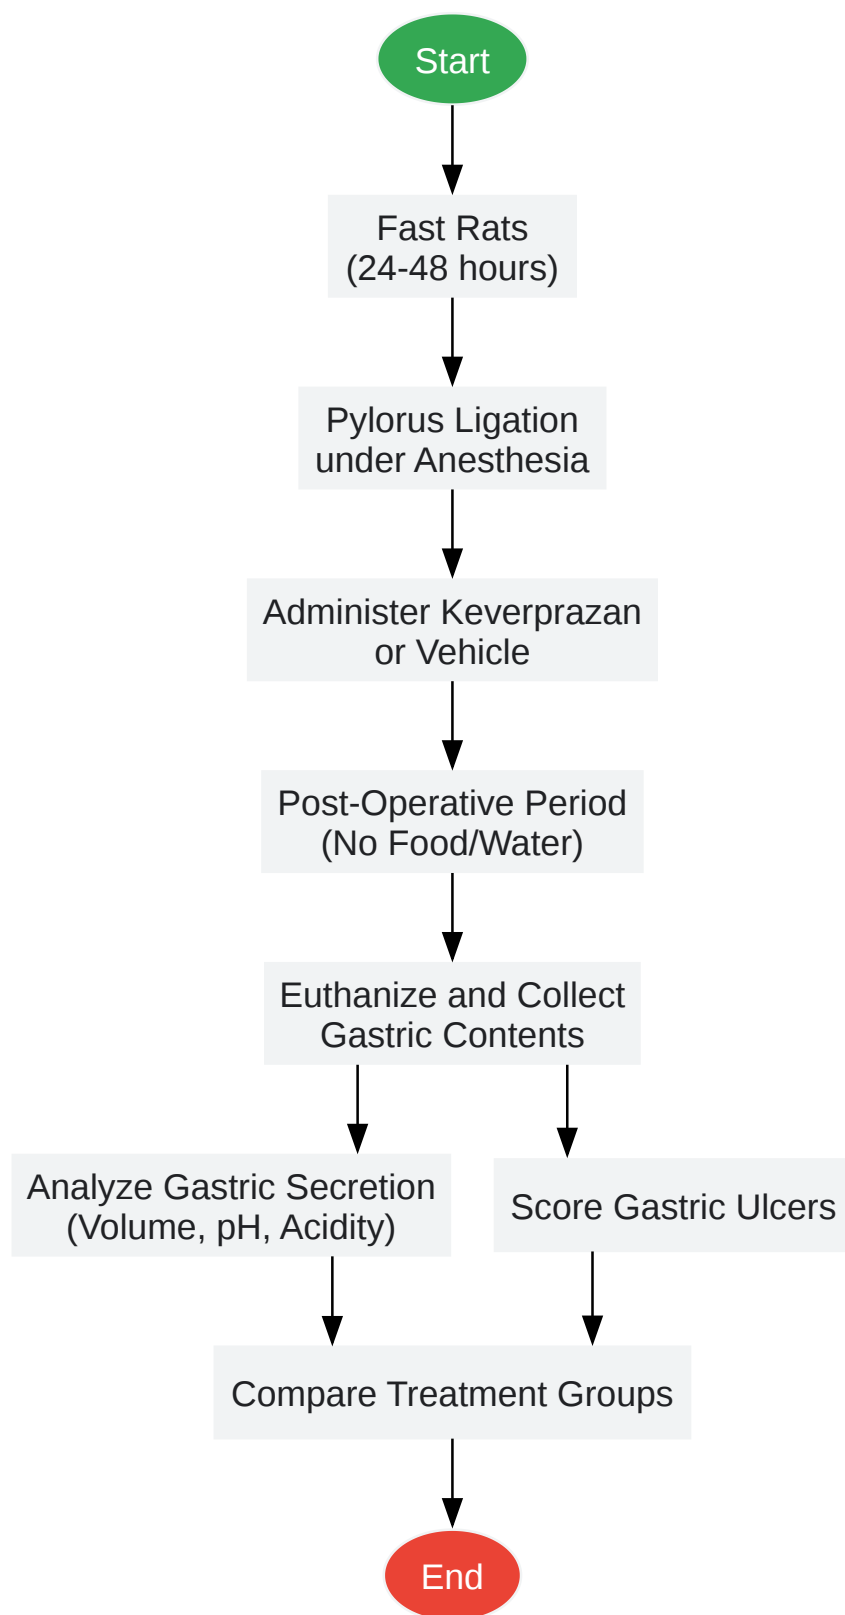 Start
Fast Rats
(24-48 hours)
Pylorus Ligation
under Anesthesia
Administer Keverprazan
or Vehicle
Post-Operative Period
(No Food/Water)
Euthanize and Collect
Gastric Contents
Analyze Gastric Secretion
(Volume, pH, Acidity)
Score Gastric Ulcers
Compare Treatment Groups
End